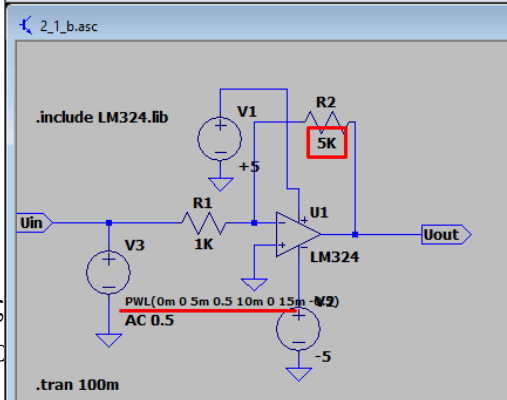 2_1_b.asc
.include LM324.lib
V1
+5
R2
5K
R1
1K
U1
LM324
Uin
Uout
V3
PWL(0m 0 5m 0.5 10m 0 15m
AC 0.5
-5
.tran 100m